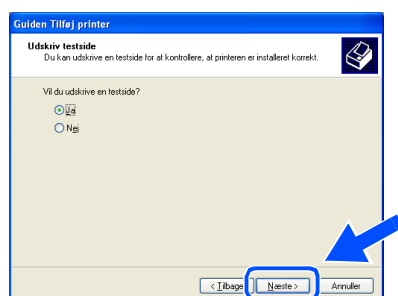 Guiden Tilføj printer
Udskriv testside
Du kan udskrive en testside for at kontrollere, at printeren er installeret korrekt.
Vil du udskrive en testside?
Ja
Nej
< Tilbage Næste > Annuller